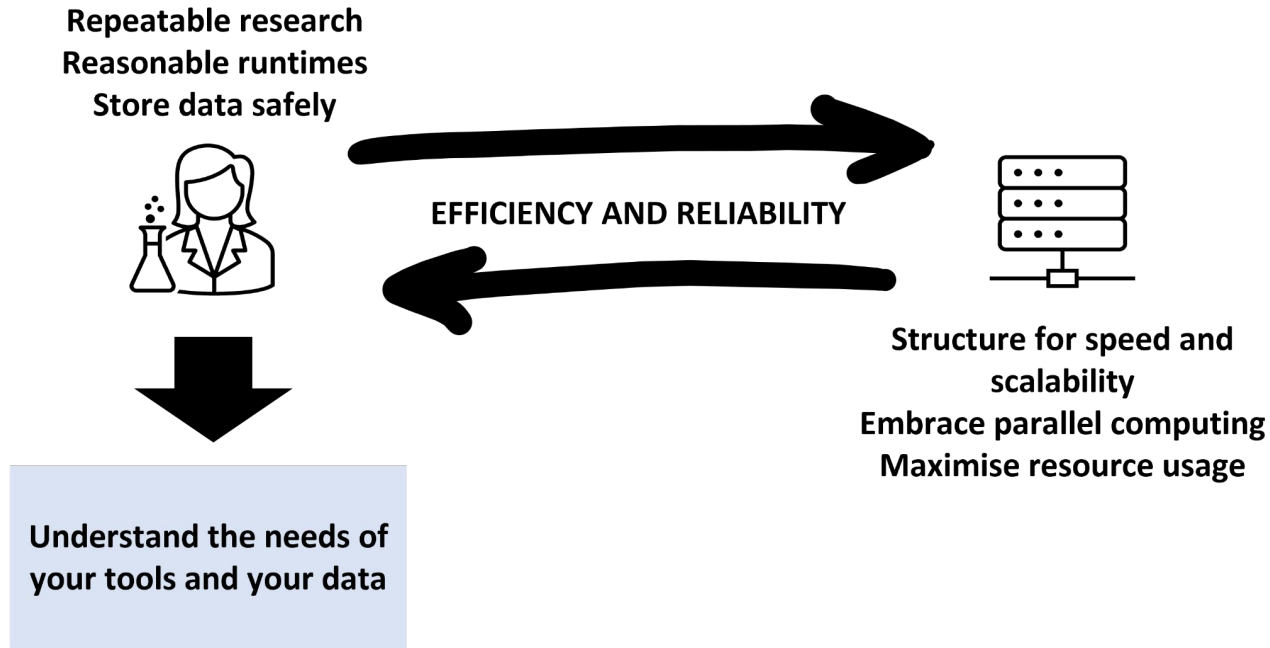 Repeatable research
Reasonable runtimes
Store data safely
EFFICIENCY AND RELIABILITY
Structure for speed and
scalability
Embrace parallel computing
Maximise resource usage
Understand the needs of
your tools and your data